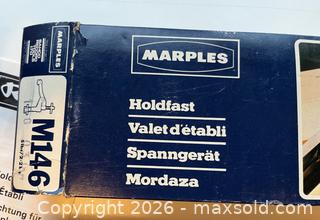 MARPLES
Holdfast
Valet d'établi
Spanngerät
Mordaza
MARPLES
M146
Copyright 2026 - maxsold.com